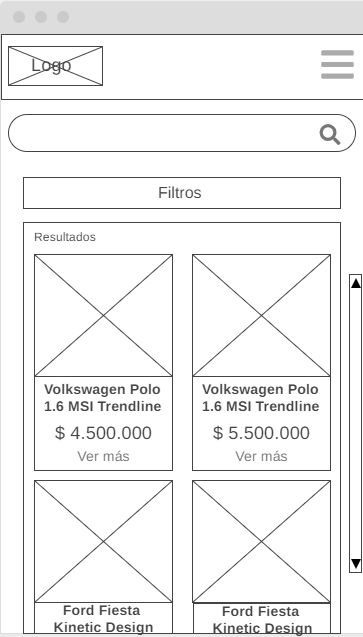 Logo
Filtros
Resultados
Volkswagen Polo
1.6 MSI Trendline
$ 4.500.000
Ver más
Volkswagen Polo
1.6 MSI Trendline
$ 5.500.000
Ver más
Ford Fiesta
Kinetic Design
Ford Fiesta
Kinetic Design